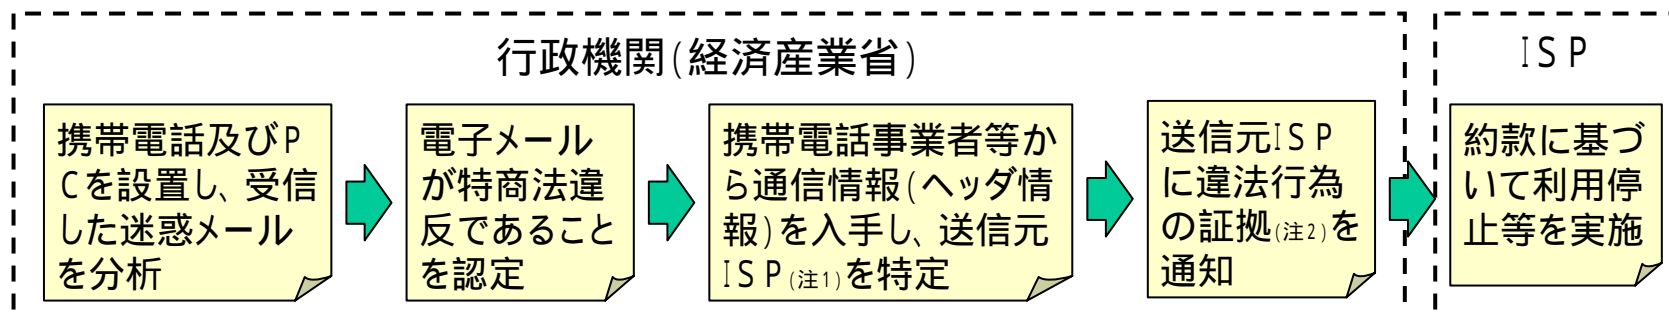 行政機関(経済産業省)
ISP
携帯電話及びP
Cを設置し、受信
した迷惑メール
を分析
電子メール
が特商法違
反であること
を認定
携帯電話事業者等か
ら通信情報(ヘッダ情
報)を入手し、送信元
ISP(注1)を特定
送信元ISP
に違法行為
の証拠(注2)を
通知
約款に基づ
いて利用停
止等を実施